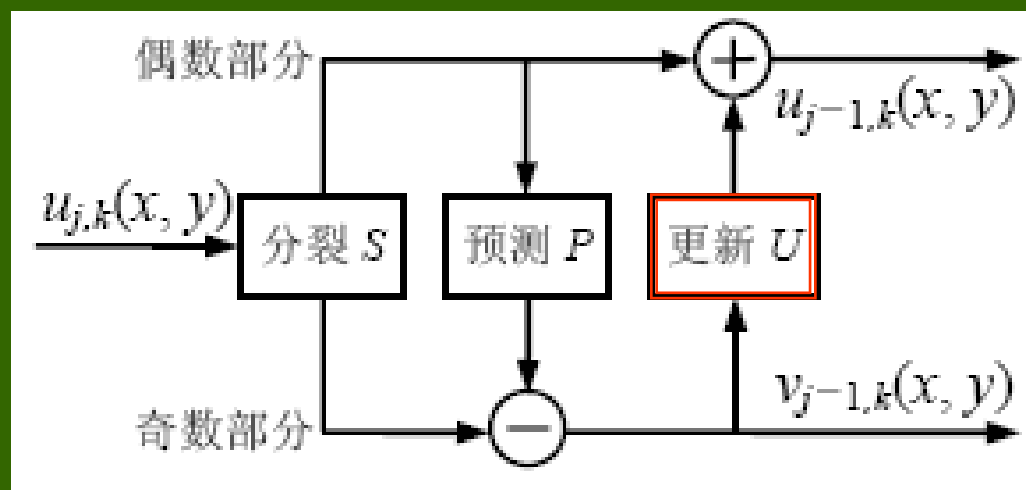 偶数部分
+
u_{j−1,k}(x, y)
u_{j,k}(x, y)
分裂 S
预测 P
更新 U
v_{j−1,k}(x, y)
奇数部分
−